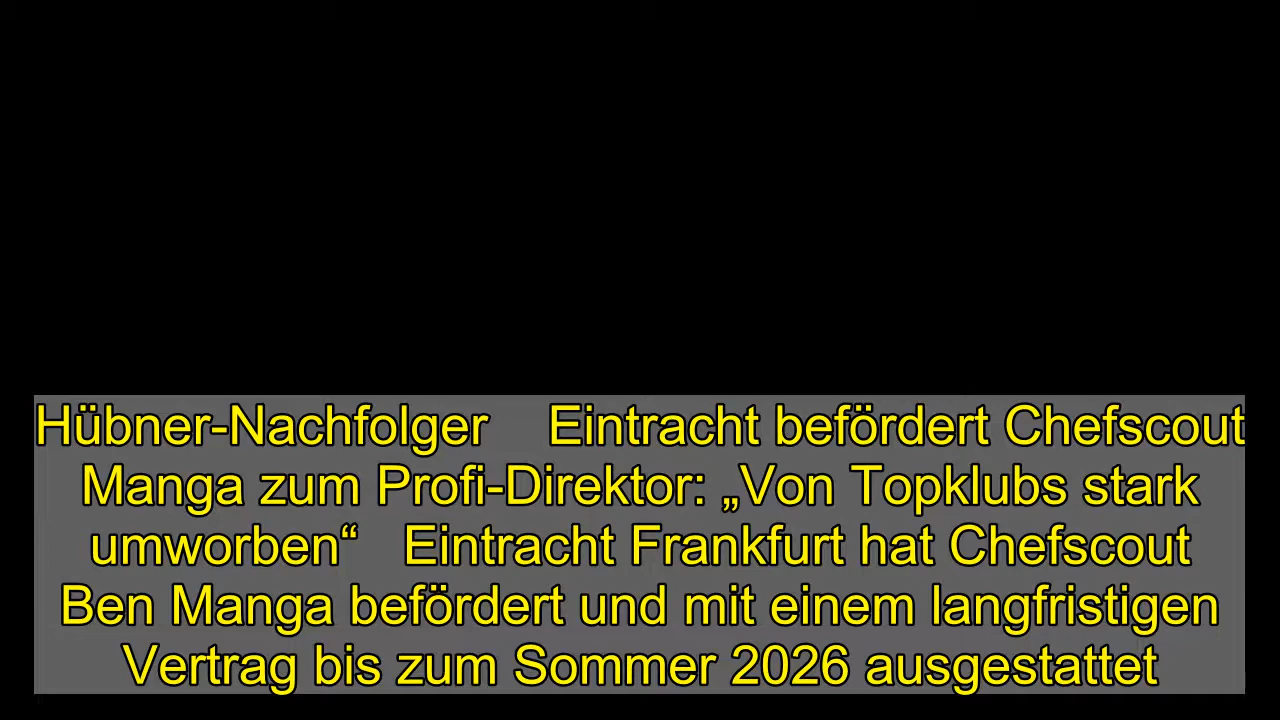 Hübner-Nachfolger    Eintracht befördert Chefscout
Manga zum Profi-Direktor: „Von Topklubs stark
umworben“   Eintracht Frankfurt hat Chefscout
Ben Manga befördert und mit einem langfristigen
Vertrag bis zum Sommer 2026 ausgestattet